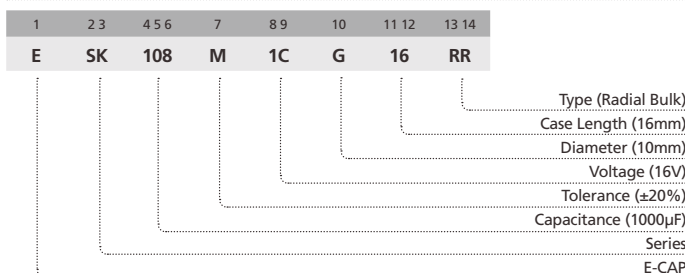 1 2 3 4 5 6 7 8 9 10 11 12 13 14
E SK 108 M 1C G 16 RR
Type (Radial Bulk)
Case Length (16mm)
Diameter (10mm)
Voltage (16V)
Tolerance (±20%)
Capacitance (1000µF)
Series
E-CAP